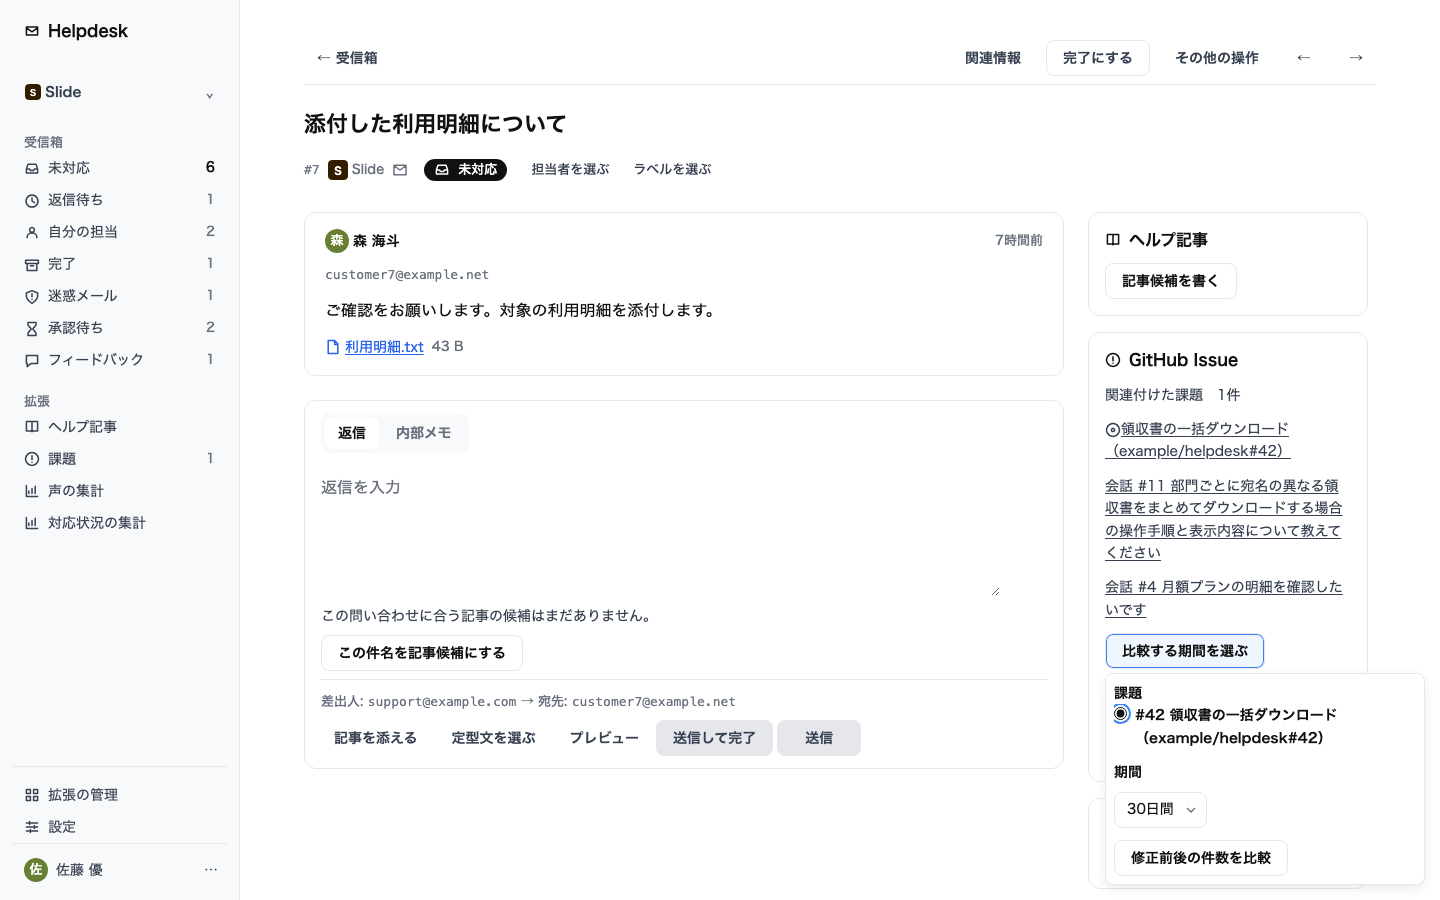 Helpdesk
S Slide
受信箱
未対応 6
返信待ち 1
自分の担当 2
完了 1
迷惑メール 1
承認待ち 2
フィードバック 1
拡張
ヘルプ記事
課題 1
声の集計
対応状況の集計
拡張の管理
設定
佐 佐藤 優 …
← 受信箱 関連情報 完了にする その他の操作 ← →
添付した利用明細について
#7 S Slide 未対応 担当者を選ぶ ラベルを選ぶ
森 森 海斗 7時間前
customer7@example.net
ご確認をお願いします。対象の利用明細を添付します。
利用明細.txt 43 B
返信 内部メモ
返信を入力
この問い合わせに合う記事の候補はまだありません。
この件名を記事候補にする
差出人: support@example.com → 宛先: customer7@example.net
記事を添える 定型文を選ぶ プレビュー 送信して完了 送信
ヘルプ記事
記事候補を書く
GitHub Issue
関連付けた課題 1件
領収書の一括ダウンロード
（example/helpdesk#42）
会話 #11 部門ごとに宛名の異なる領
収書をまとめてダウンロードする場合
の操作手順と表示内容について教えて
ください
会話 #4 月額プランの明細を確認した
いです
比較する期間を選ぶ
課題
#42 領収書の一括ダウンロード
（example/helpdesk#42）
期間
30日間
修正前後の件数を比較